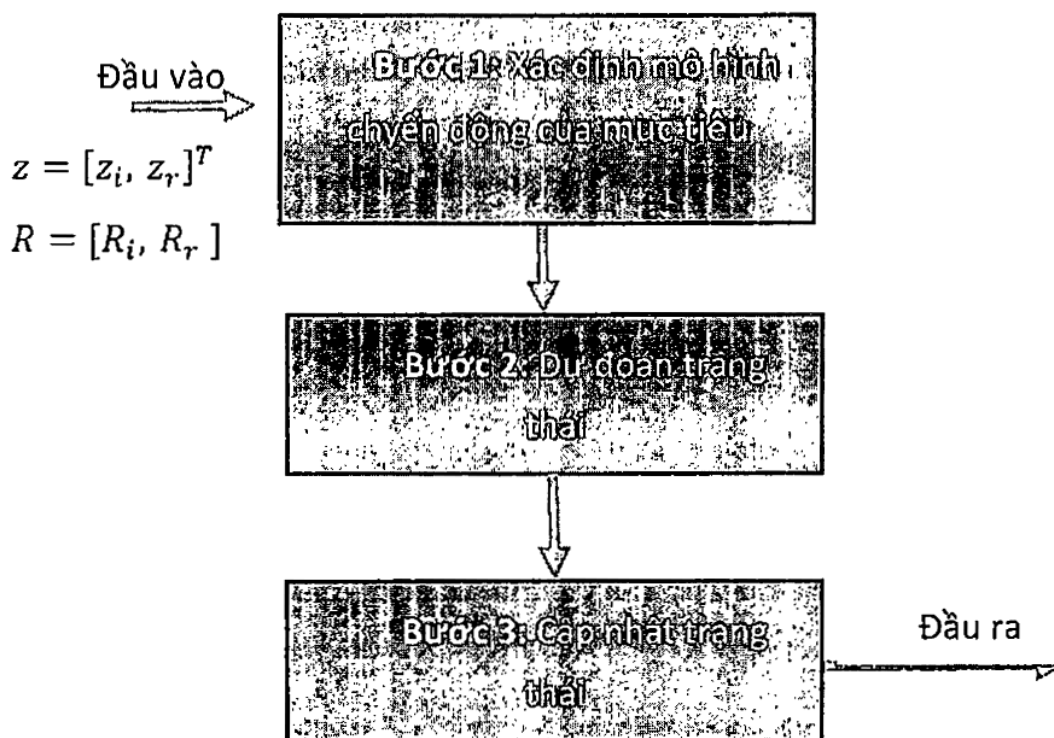 Đầu vào
z = [z_i, z_r]^T
R = [R_i, R_r ]
Bước 1: Xác định mô hình
chyển động của mục tiêu
Bước 2: Dự đoán trạng
thái
Bước 3: Cập nhật trạng
thái
Đầu ra